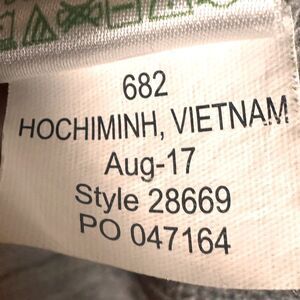 682
HOCHIMINH, VIETNAM
Aug-17
Style 28669
PO 047164